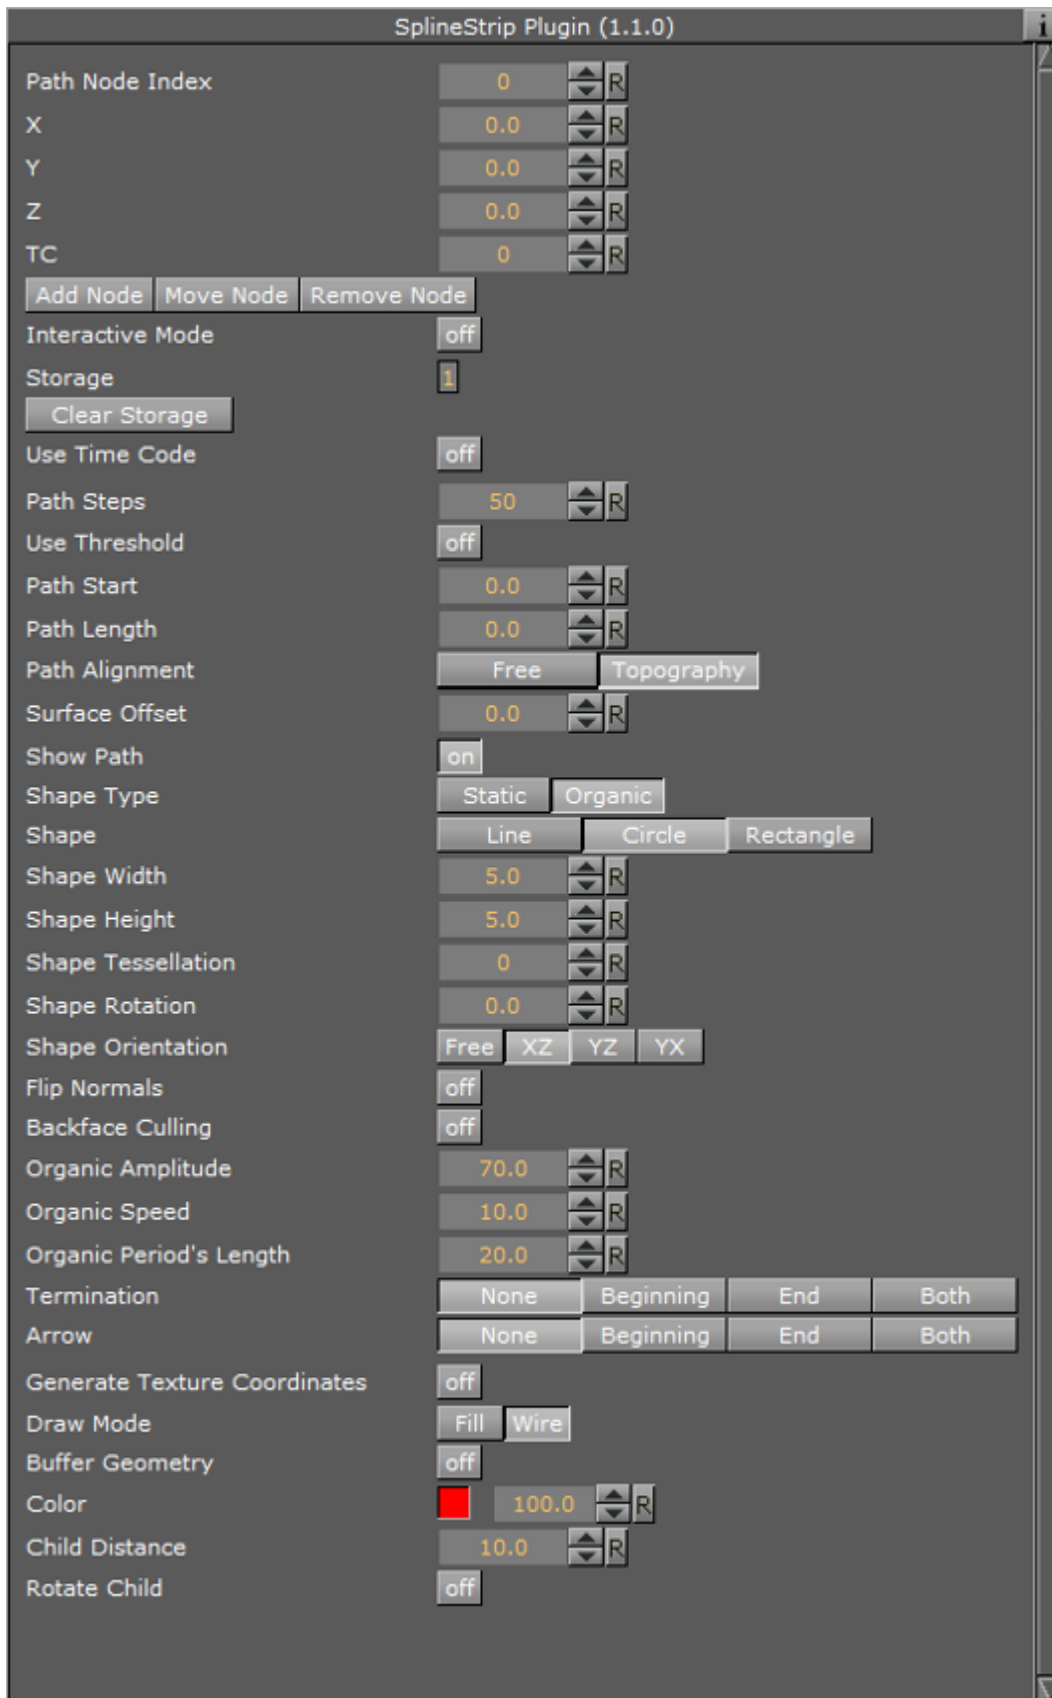 SplineStrip Plugin (1.1.0) i
Path Node Index 0 R
X 0.0 R
Y 0.0 R
Z 0.0 R
TC 0 R
Add Node Move Node Remove Node
Interactive Mode off
Storage 1
Clear Storage
Use Time Code off
Path Steps 50 R
Use Threshold off
Path Start 0.0 R
Path Length 0.0 R
Path Alignment Free Topography
Surface Offset 0.0 R
Show Path on
Shape Type Static Organic
Shape Line Circle Rectangle
Shape Width 5.0 R
Shape Height 5.0 R
Shape Tessellation 0 R
Shape Rotation 0.0 R
Shape Orientation Free XZ YZ YX
Flip Normals off
Backface Culling off
Organic Amplitude 70.0 R
Organic Speed 10.0 R
Organic Period's Length 20.0 R
Termination None Beginning End Both
Arrow None Beginning End Both
Generate Texture Coordinates off
Draw Mode Fill Wire
Buffer Geometry off
Color 100.0 R
Child Distance 10.0 R
Rotate Child off